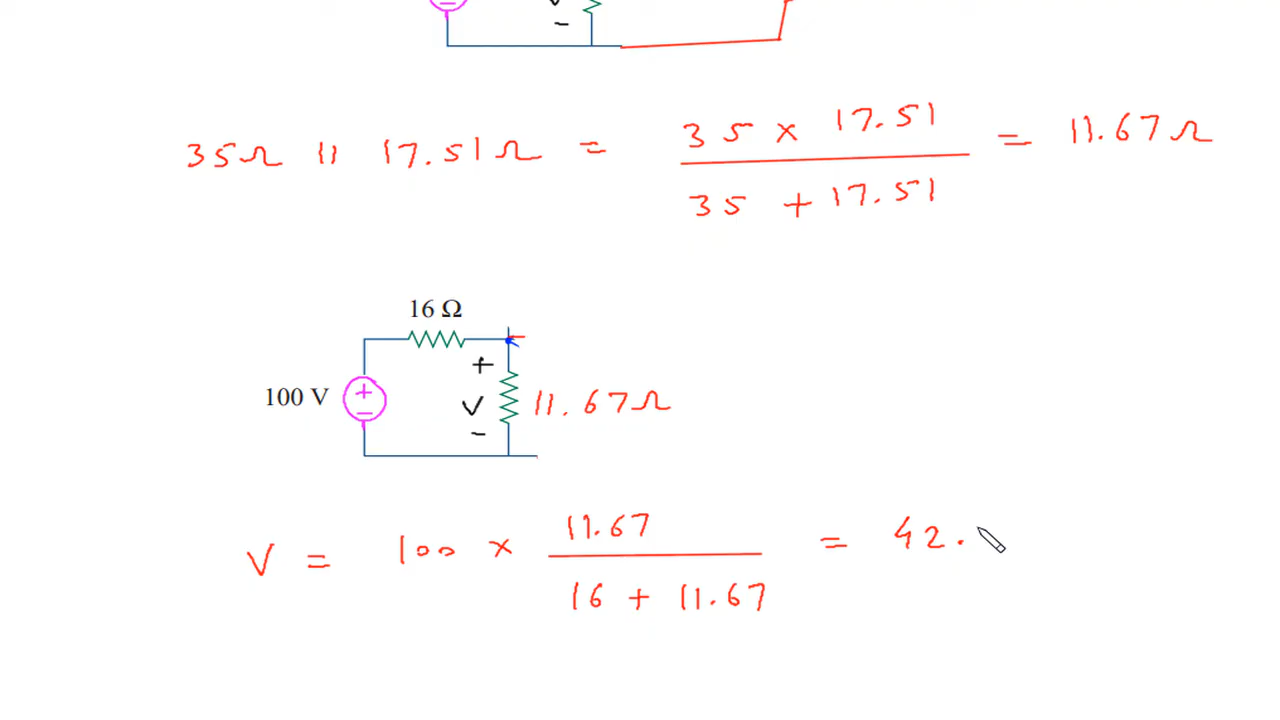 V
-
35Ω || 17.51Ω = 35 × 17.51 / 35 + 17.51 = 11.67Ω
16 Ω
+
100 V + - V 11.67Ω
-
V = 100 × 11.67 / 16 + 11.67 = 42.